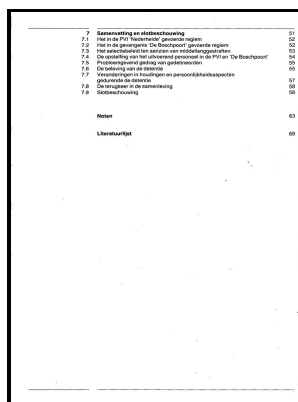 7 Samenvatting en slotbeschouwing 51
7.1 Het in de PVI 'Nederheide' gevoerde regiem 52
7.2 Het in de gevangenis 'De Boschpoort' gevoerde regiem 52
7.3 Het selectiebeleid ten aanzien van middellanggestraften 53
7.4 De opstelling van het uitvoerend personeel in de PVI en 'De Boschpoort' 54
7.5 Probleemgevend gedrag van gedetineerden 55
7.6 De beleving van de detentie 55
7.7 Veranderingen in houdingen en persoonlijkheidsaspecten
gedurende de detentie 57
7.8 De terugkeer in de samenleving 58
7.9 Slotbeschouwing 58
Noten 63
Literatuurlijst 69